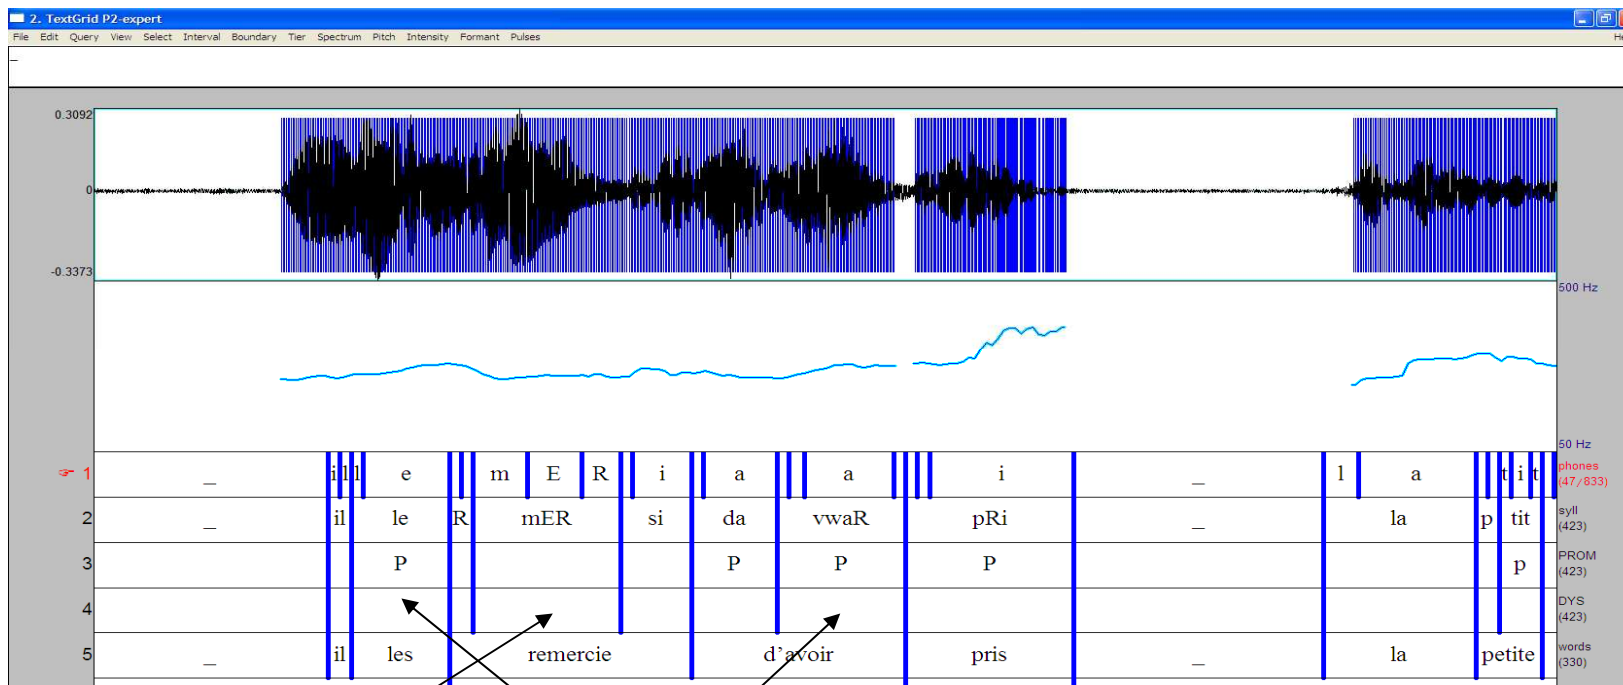 2. TextGrid P2-expert
File Edit Query View Select Interval Boundary Tier Spectrum Pitch Intensity Formant Pulses He
_
0.3092
0
-0.3373
500 Hz
50 Hz
1 _ i l l e m E R i a a i _ l a t i t phones
(47/833)
2 _ il le R mER si da vwaR pRi _ la p tit syll
(423)
3 P P P P p PROM
(423)
4 DYS
(423)
5 _ il les remercie d'avoir pris _ la petite words
(330)